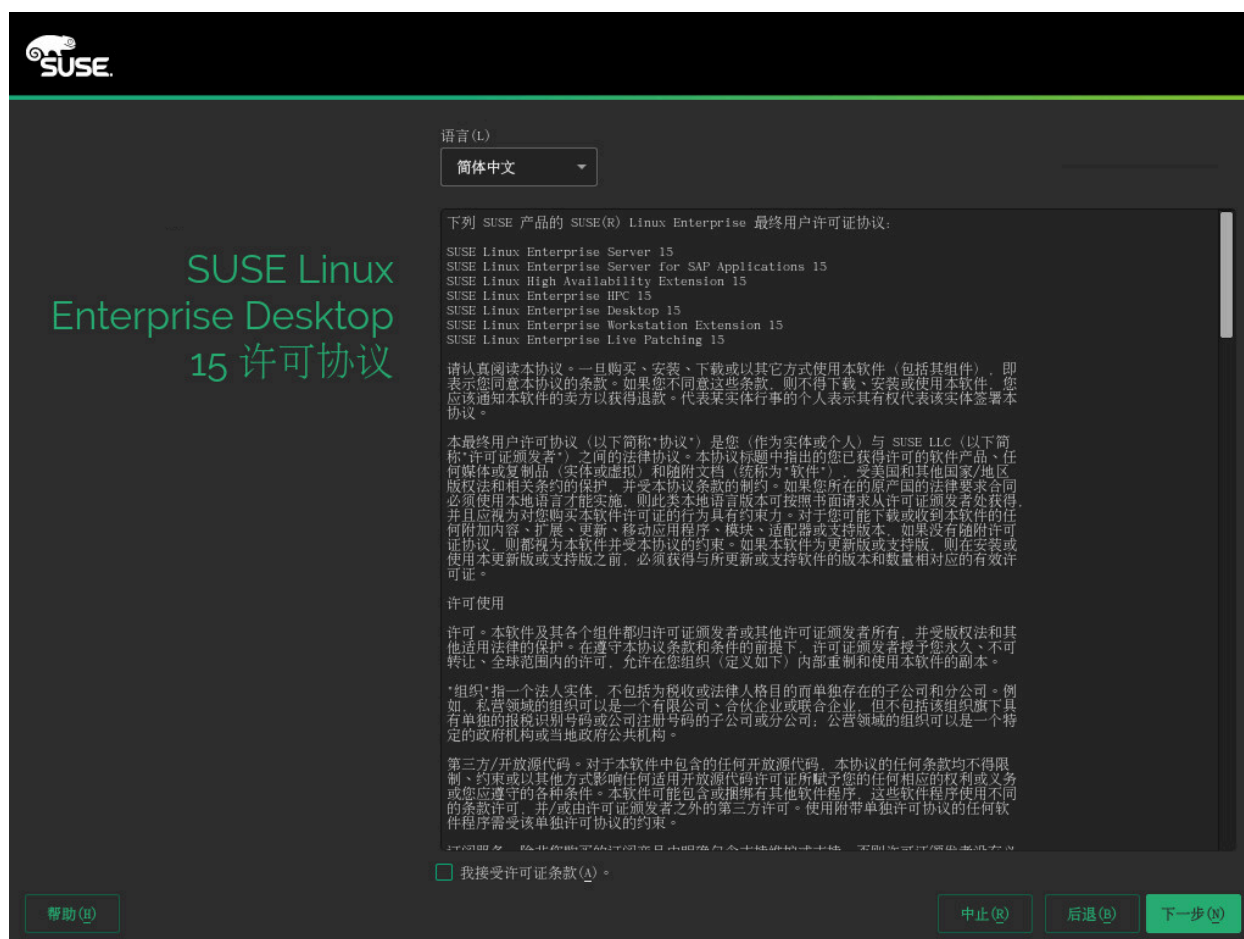 SUSE.
语言(L)
简体中文
SUSE Linux
Enterprise Desktop
15 许可协议
下列 SUSE 产品的 SUSE(R) Linux Enterprise 最终用户许可证协议：
SUSE Linux Enterprise Server 15
SUSE Linux Enterprise Server for SAP Applications 15
SUSE Linux High Availability Extension 15
SUSE Linux Enterprise HPC 15
SUSE Linux Enterprise Desktop 15
SUSE Linux Enterprise Workstation Extension 15
SUSE Linux Enterprise Live Patching 15
请认真阅读本协议。一旦购买、安装、下载或以其它方式使用本软件（包括其组件），即
表示您同意本协议的条款。如果您不同意这些条款，则不得下载、安装或使用本软件，您
应该通知本软件的卖方以获得退款。代表某实体行事的个人表示其有权代表该实体签署本
协议。
本最终用户许可协议（以下简称"协议"）是您（作为实体或个人）与 SUSE LLC（以下简
称"许可证颁发者"）之间的法律协议。本协议标题中指出的您已获得许可的软件产品、任
何媒体或复制品（实体或虚拟）和随附文档（统称为"软件"），受美国和其他国家/地区
版权法和相关条约的保护，并受本协议条款的制约。如果您所在的原产国的法律要求合同
必须使用本地语言才能实施，则此类本地语言版本可按照书面请求从许可证颁发者处获得，
并且应视为对您购买本软件许可证的行为具有约束力。对于您可能下载或收到本软件的任
何附加内容、扩展、更新、移动应用程序、模块、适配器或支持版本，如果没有随附许可
证协议，则都视为本软件并受本协议的约束。如果本软件为更新版或支持版，则在安装或
使用本更新版或支持版之前，必须获得与所更新或支持软件的版本和数量相对应的有效许
可证。
许可使用
许可。本软件及其各个组件都归许可证颁发者或其他许可证颁发者所有，并受版权法和其
他适用法律的保护。在遵守本协议条款和条件的前提下，许可证颁发者授予您永久、不可
转让、全球范围内的许可，允许在您组织（定义如下）内部重制和使用本软件的副本。
"组织"指一个法人实体，不包括为税收或法律人格目的而单独存在的子公司和分公司。例
如，私营领域的组织可以是一个有限公司、合伙企业或联合企业，但不包括该组织旗下具
有单独的报税识别号码或公司注册号码的子公司或分公司；公营领域的组织可以是一个特
定的政府机构或当地政府公共机构。
第三方/开放源代码。对于本软件中包含的任何开放源代码，本协议的任何条款均不得限
制、约束或以其他方式影响任何适用开放源代码许可证所赋予您的任何相应的权利或义务
或您应遵守的各种条件。本软件可能包含或捆绑有其他软件程序，这些软件程序使用不同
的条款许可，并/或由许可证颁发者之外的第三方许可。使用附带单独许可协议的任何软
件程序需受该单独许可协议的约束。
我接受许可证条款(A)。
帮助(H)
中止(R)
后退(B)
下一步(N)